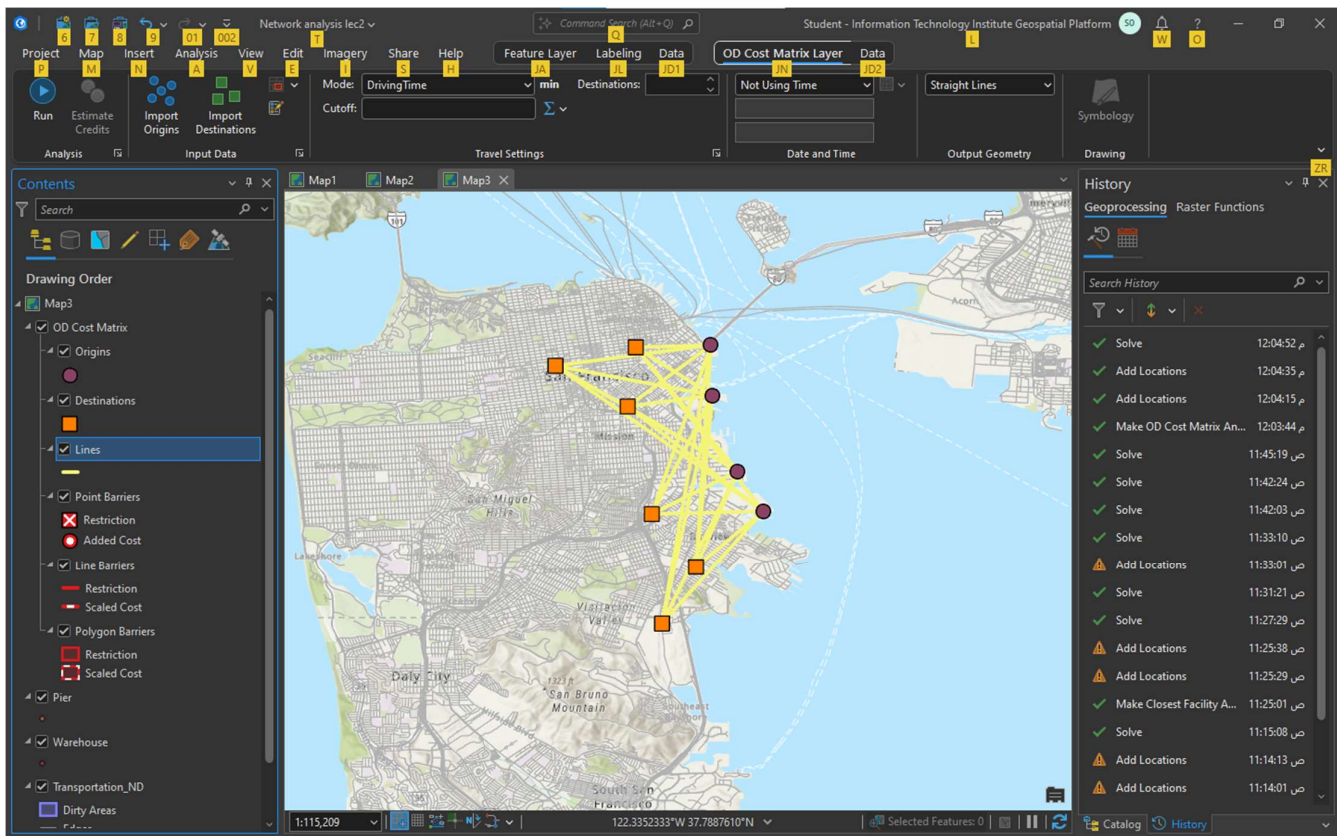 Network analysis lec2
Command Search (Alt+Q)
Student - Information Technology Institute Geospatial Platform
SO
?
6
7
8
9
01
002
T
Q
L
W
O
Project
Map
Insert
Analysis
View
Edit
Imagery
Share
Help
Feature Layer
Labeling
Data
OD Cost Matrix Layer
Data
P
M
N
A
V
E
I
S
H
JA
JL
JD1
JN
JD2
Run
Estimate
Credits
Import
Origins
Import
Destinations
Mode:
DrivingTime
min
Destinations:
Cutoff:
Not Using Time
Straight Lines
Symbology
Analysis
Input Data
Travel Settings
Date and Time
Output Geometry
Drawing
ZR
Contents
Search
Drawing Order
Map3
OD Cost Matrix
Origins
Destinations
Lines
Point Barriers
Restriction
Added Cost
Line Barriers
Restriction
Scaled Cost
Polygon Barriers
Restriction
Scaled Cost
Pier
Warehouse
Transportation_ND
Dirty Areas
Edges
Map1
Map2
Map3
101
80
Acorn
Seacliff
San Francisco
Mission
San Miguel
Hills
Lakeshore
Visitacion
Valley
Daly City
1323 ft
San Bruno
Mountain
South San
Francisco
1:115,209
122.3352333°W 37.7887610°N
Selected Features: 0
History
Geoprocessing
Raster Functions
Search History
Solve 12:04:52 م
Add Locations 12:04:35 م
Add Locations 12:04:15 م
Make OD Cost Matrix An... 12:03:44 م
Solve 11:45:19 ص
Solve 11:42:24 ص
Solve 11:42:03 ص
Solve 11:33:10 ص
Add Locations 11:33:01 ص
Solve 11:31:21 ص
Solve 11:27:29 ص
Add Locations 11:25:38 ص
Add Locations 11:25:29 ص
Make Closest Facility A... 11:25:01 ص
Solve 11:15:08 ص
Add Locations 11:14:13 ص
Add Locations 11:14:01 ص
Catalog
History